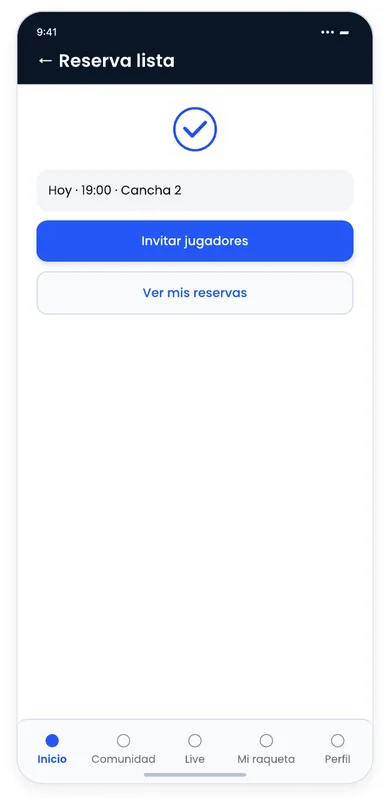 9:41
← Reserva lista
Hoy · 19:00 · Cancha 2
Invitar jugadores
Ver mis reservas
Inicio Comunidad Live Mi raqueta Perfil